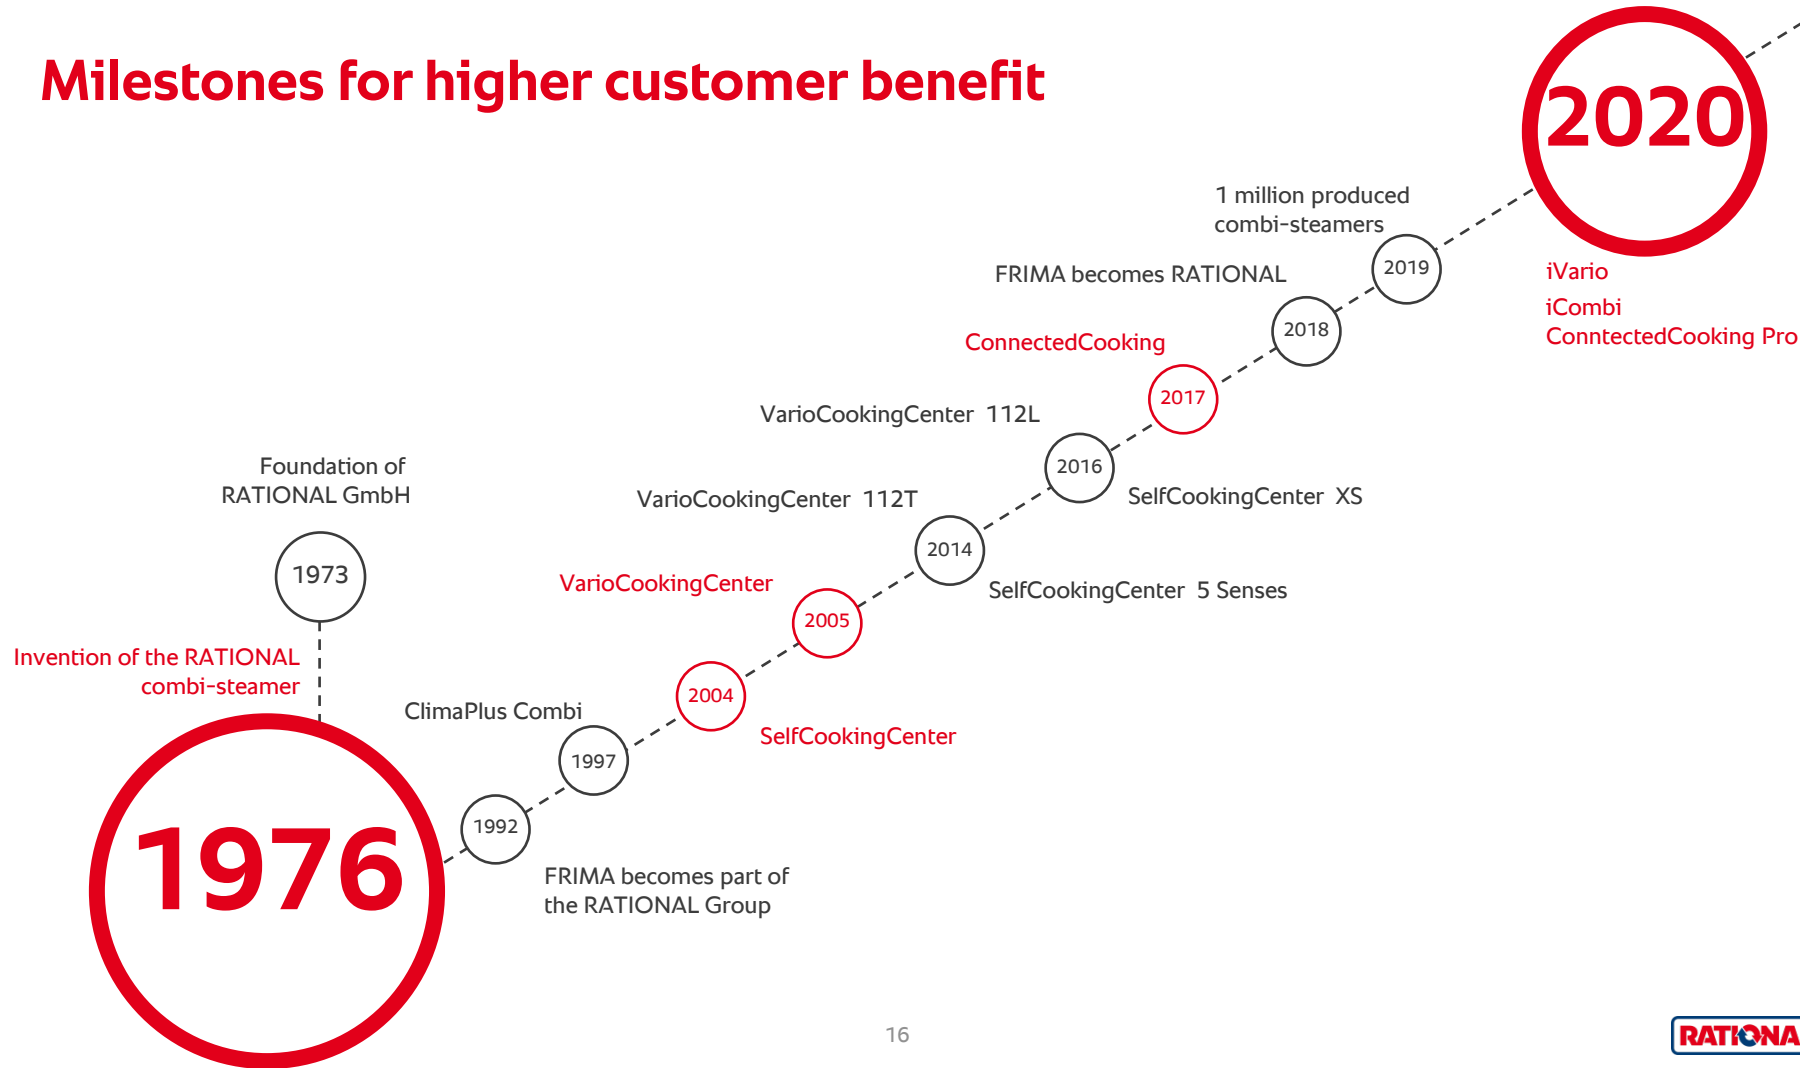 Milestones for higher customer benefit
2020
1 million produced
combi-steamers
2019
iVario
iCombi
ConntectedCooking Pro
FRIMA becomes RATIONAL
2018
ConnectedCooking
2017
VarioCookingCenter 112L
2016
SelfCookingCenter XS
Foundation of
RATIONAL GmbH
1973
VarioCookingCenter 112T
2014
SelfCookingCenter 5 Senses
VarioCookingCenter
2005
Invention of the RATIONAL
combi-steamer
2004
SelfCookingCenter
ClimaPlus Combi
1997
1976
1992
FRIMA becomes part of
the RATIONAL Group
16
RATIONA